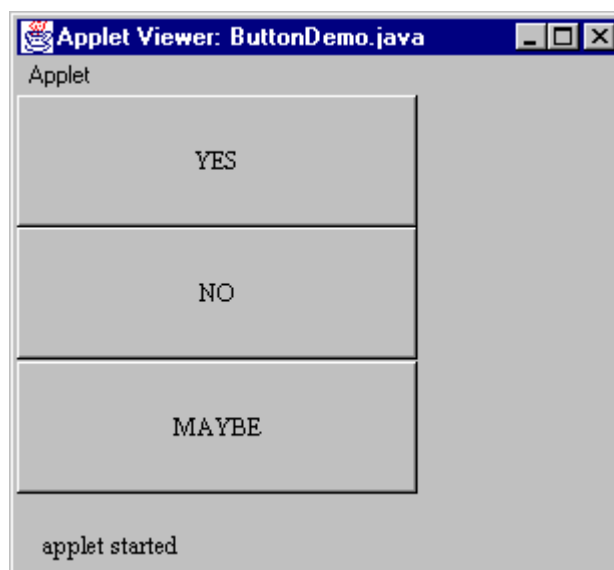 Applet Viewer: ButtonDemo.java
Applet
YES
NO
MAYBE
applet started